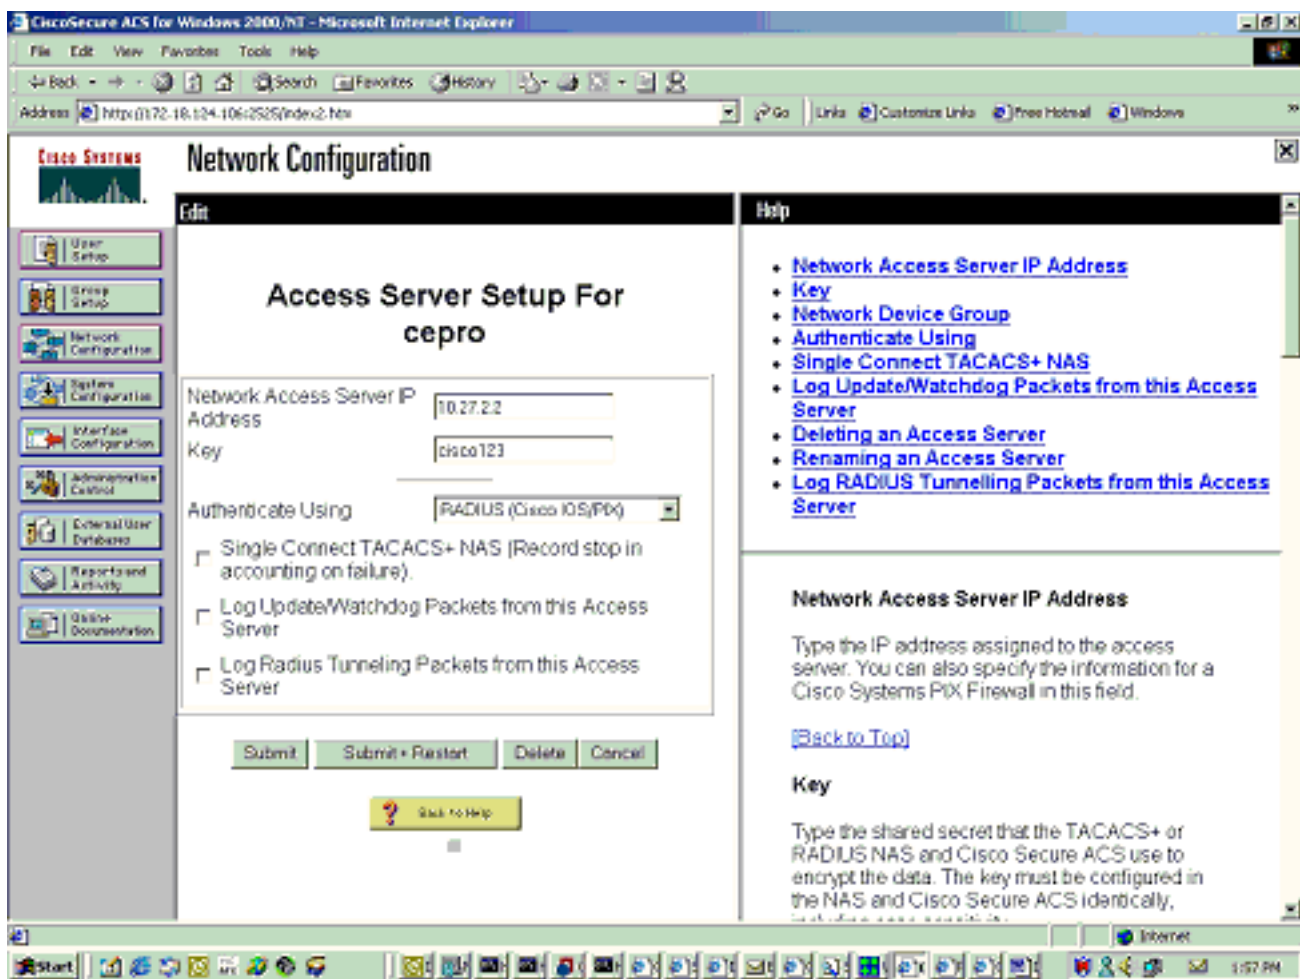 CiscoSecure ACS for Windows 2000/NT - Microsoft Internet Explorer
File Edit View Favorites Tools Help
Back Search Favorites History
Address http://172.18.124.106:2525/index2.htm Go Links Customize Links Free Hotmail Windows
CISCO SYSTEMS
Network Configuration
User
Setup
Group
Setup
Network
Configuration
System
Configuration
Interface
Configuration
Administration
Control
External User
Databases
Reports and
Activity
Online
Documentation
Edit
Access Server Setup For
cepro
Network Access Server IP
Address
10.27.2.2
Key
cisco123
Authenticate Using
RADIUS (Cisco IOS/PIX)
Single Connect TACACS+ NAS (Record stop in
accounting on failure).
Log Update/Watchdog Packets from this Access
Server
Log Radius Tunneling Packets from this Access
Server
Submit Submit + Restart Delete Cancel
Back to Help
Help
Network Access Server IP Address
Key
Network Device Group
Authenticate Using
Single Connect TACACS+ NAS
Log Update/Watchdog Packets from this Access
Server
Deleting an Access Server
Renaming an Access Server
Log RADIUS Tunnelling Packets from this Access
Server
Network Access Server IP Address
Type the IP address assigned to the access
server. You can also specify the information for a
Cisco Systems PIX Firewall in this field.
[Back to Top]
Key
Type the shared secret that the TACACS+ or
RADIUS NAS and Cisco Secure ACS use to
encrypt the data. The key must be configured in
the NAS and Cisco Secure ACS identically,
including case sensitivity.
Internet
Start
1:57 PM